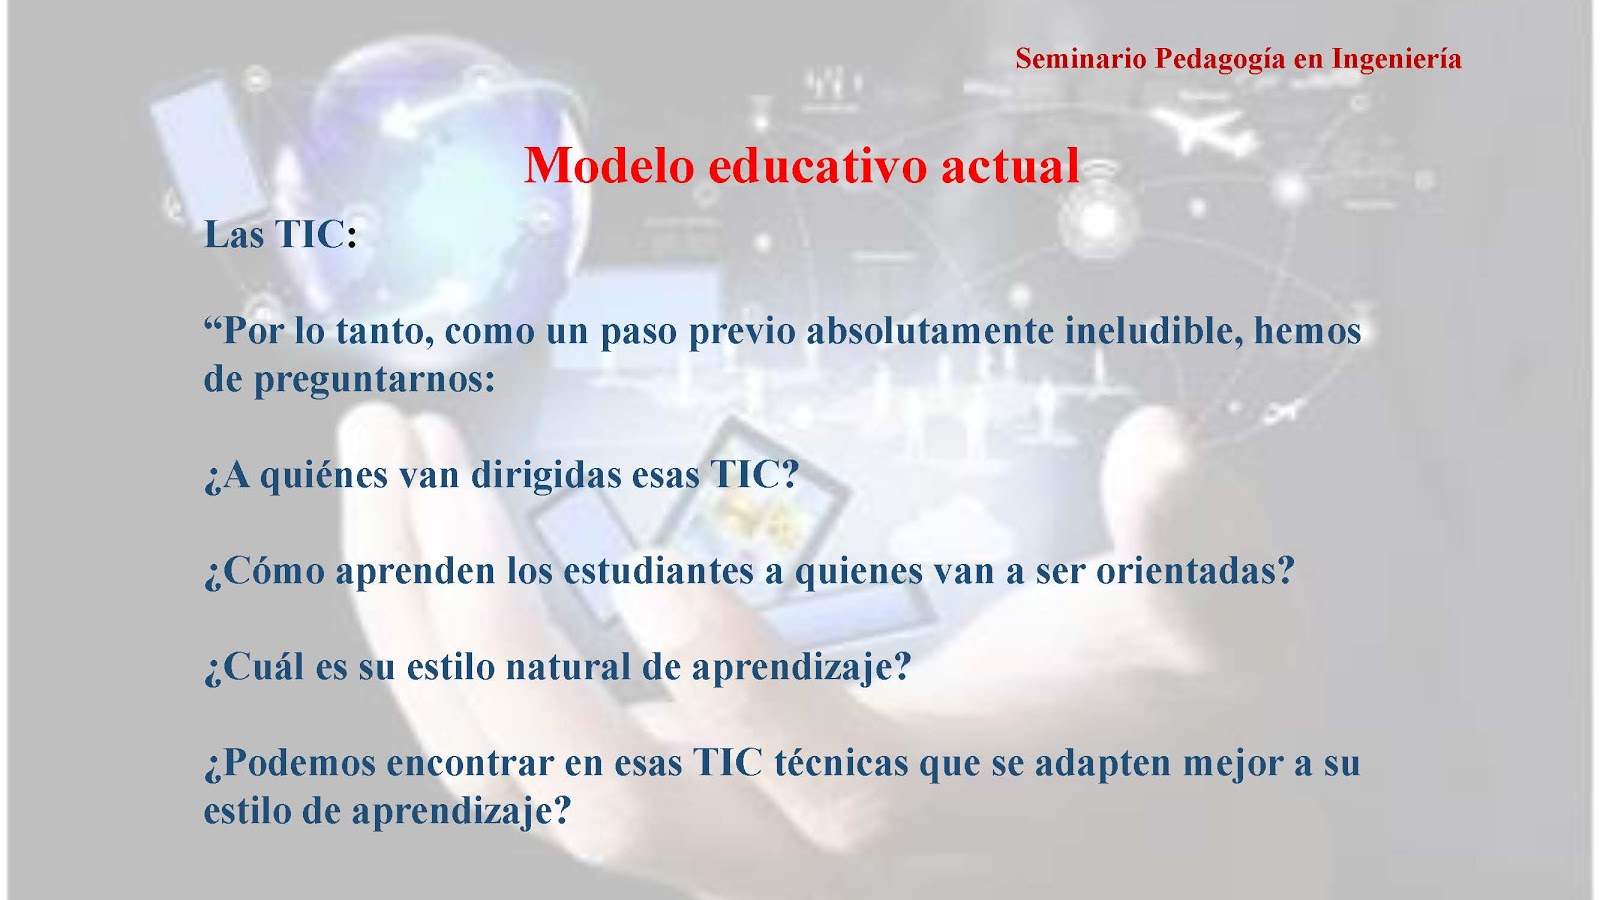 Seminario Pedagogía en Ingeniería
Modelo educativo actual
Las TIC:
“Por lo tanto, como un paso previo absolutamente ineludible, hemos
de preguntarnos:
¿A quiénes van dirigidas esas TIC?
¿Cómo aprenden los estudiantes a quienes van a ser orientadas?
¿Cuál es su estilo natural de aprendizaje?
¿Podemos encontrar en esas TIC técnicas que se adapten mejor a su
estilo de aprendizaje?